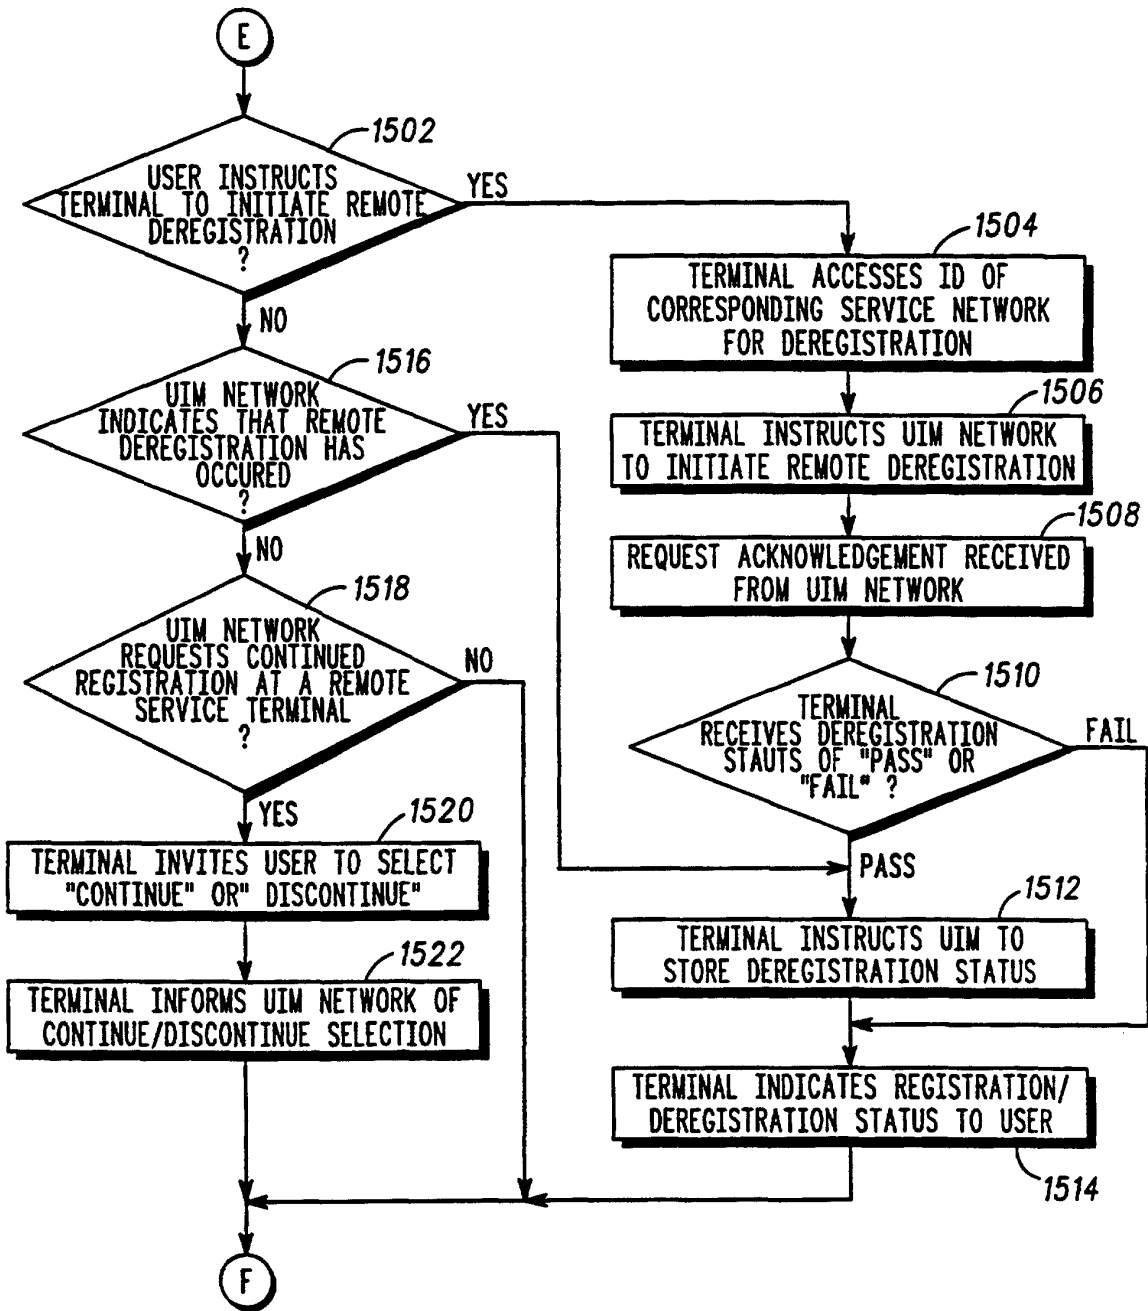 E
1502
USER INSTRUCTS
TERMINAL TO INITIATE REMOTE
DEREGISTRATION
?
YES
NO
1504
TERMINAL ACCESSES ID OF
CORRESPONDING SERVICE NETWORK
FOR DEREGISTRATION
1516
UIM NETWORK
INDICATES THAT REMOTE
DEREGISTRATION HAS
OCCURED
?
YES
NO
1506
TERMINAL INSTRUCTS UIM NETWORK
TO INITIATE REMOTE DEREGISTRATION
1508
REQUEST ACKNOWLEDGEMENT RECEIVED
FROM UIM NETWORK
1518
UIM NETWORK
REQUESTS CONTINUED
REGISTRATION AT A REMOTE
SERVICE TERMINAL
?
NO
YES
1510
TERMINAL
RECEIVES DEREGISTRATION
STAUTS OF "PASS" OR
"FAIL" ?
FAIL
PASS
1520
TERMINAL INVITES USER TO SELECT
"CONTINUE" OR" DISCONTINUE"
1512
TERMINAL INSTRUCTS UIM TO
STORE DEREGISTRATION STATUS
1522
TERMINAL INFORMS UIM NETWORK OF
CONTINUE/DISCONTINUE SELECTION
TERMINAL INDICATES REGISTRATION/
DEREGISTRATION STATUS TO USER
1514
F